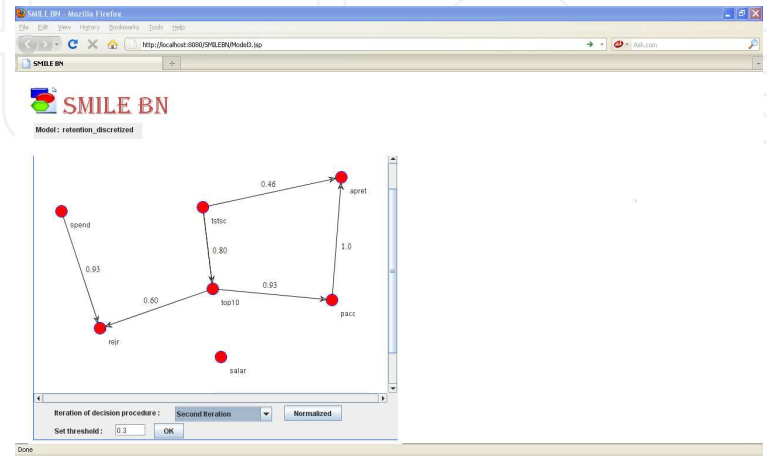 SMILE BN - Mozilla Firefox
File Edit View History Bookmarks Tools Help
http://localhost:8080/SMILEBN/Model3.jsp
Ask.com
SMILE BN
SMILE BN
Model : retention_discretized
0.46
apret
spend
tstsc
0.80
1.0
0.93
0.93
0.60
top10
pacc
rejr
salar
Iteration of decision procedure :
Second Iteration
Normalized
Set threshold :
0.3
OK
Done